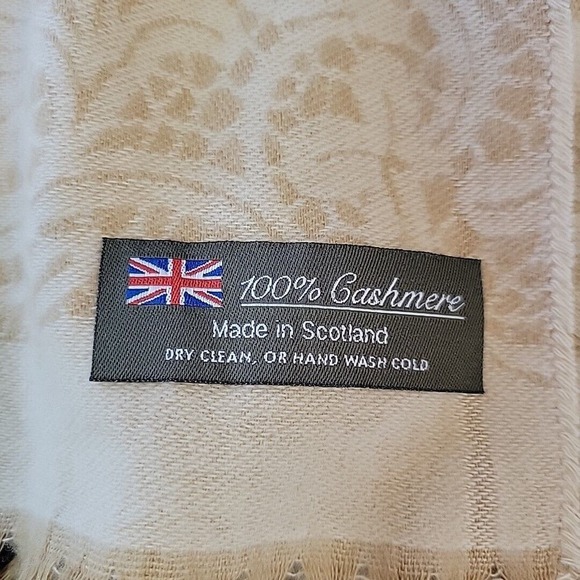 100% Cashmere
Made in Scotland
DRY CLEAN, OR HAND WASH COLD